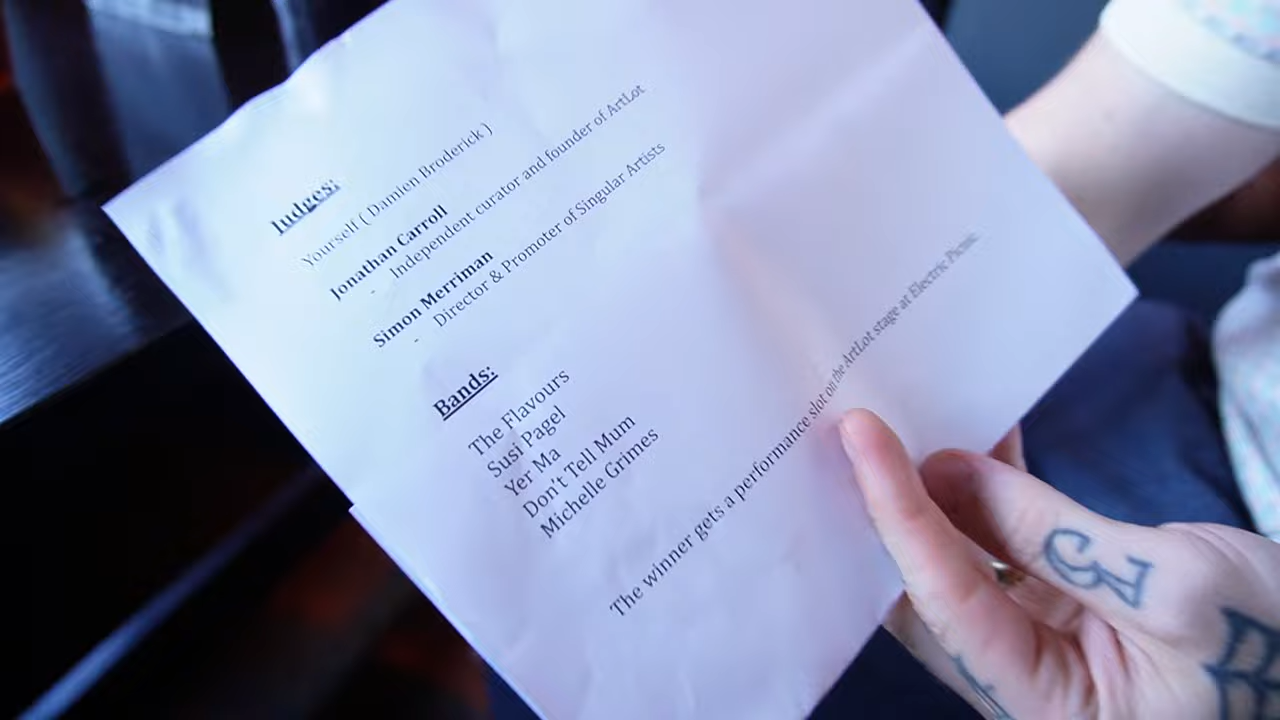 Judges:
Yourself ( Damien Broderick )
Jonathan Carroll
- Independent curator and founder of ArtLot
Simon Merriman
- Director & Promoter of Singular Artists
Bands:
The Flavours
Susi Pagel
Yer Ma
Don't Tell Mum
Michelle Grimes
The winner gets a performance slot on the ArtLot stage at Electric Picnic